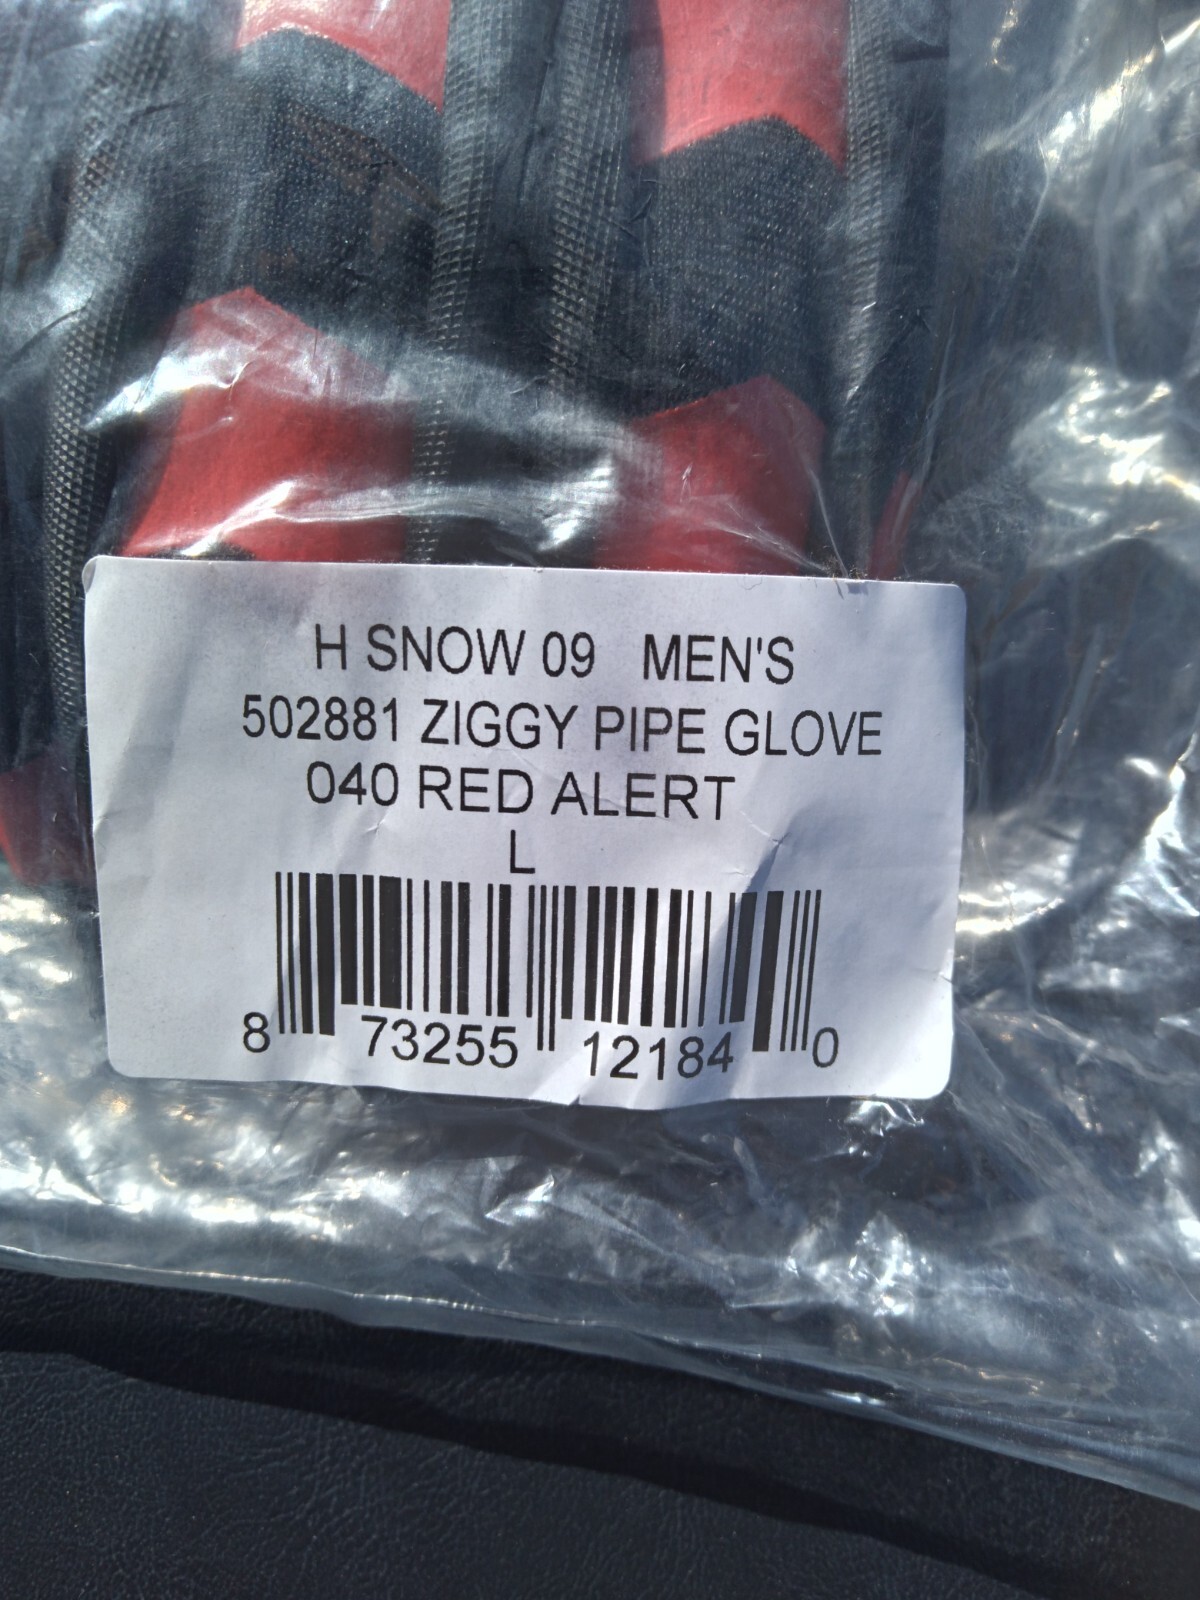 H SNOW 09 MEN'S
502881 ZIGGY PIPE GLOVE
040 RED ALERT
L
8 73255 12184 0